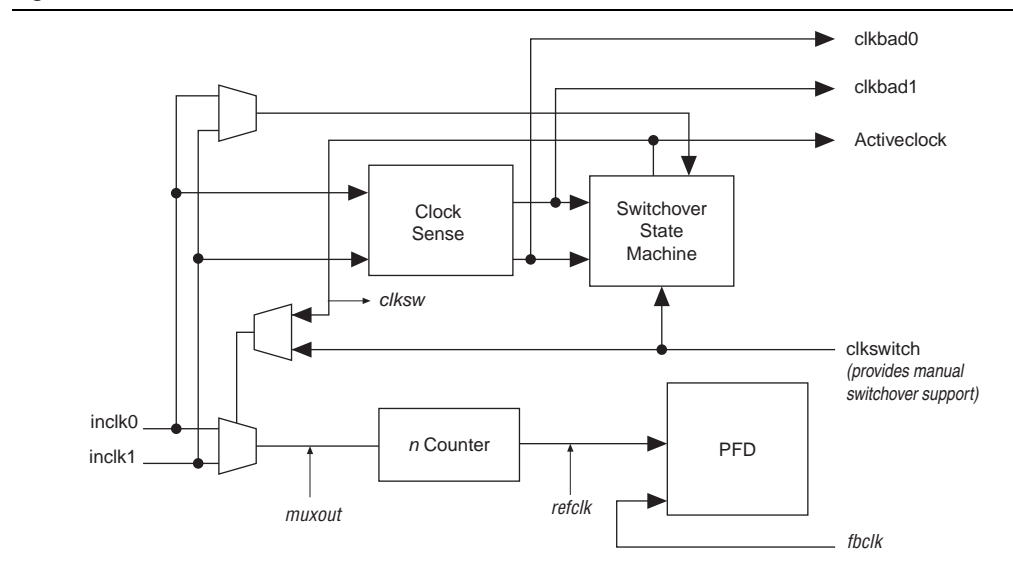 clkbad0
clkbad1
Activeclock
Clock
Sense
Switchover
State
Machine
clksw
clkswitch
(provides manual
switchover support)
inclk0
inclk1
n Counter
PFD
muxout
refclk
fbclk